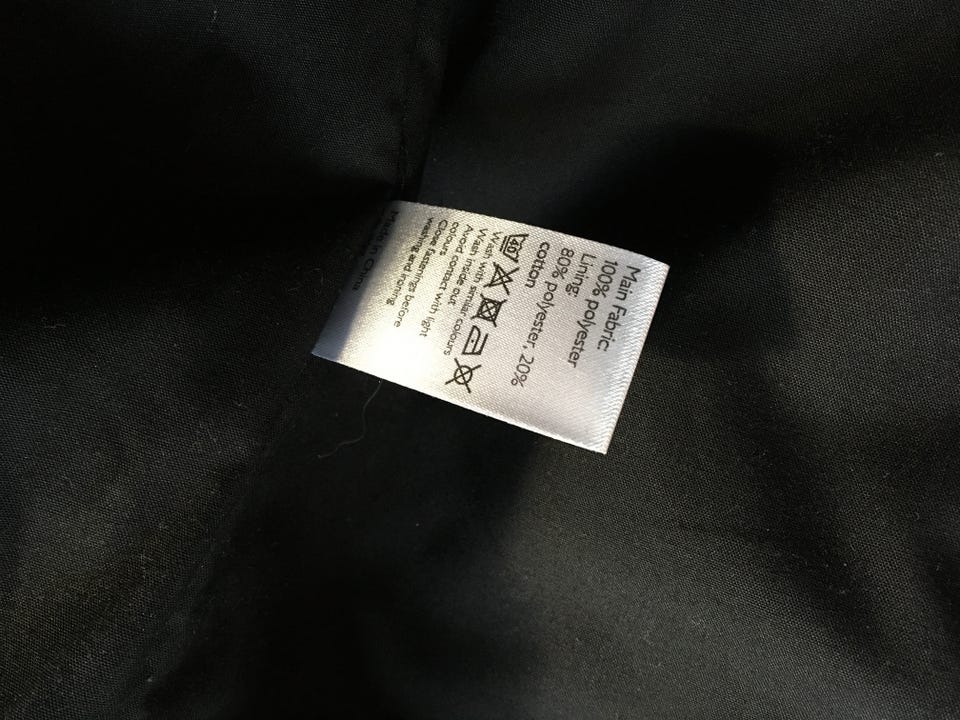 Main Fabric:
100% polyester
Lining:
80% polyester, 20%
cotton
40
Wash with similar colours
Wash inside out
Avoid contact with light
colours
Close fastenings before
washing and ironing
Made in China